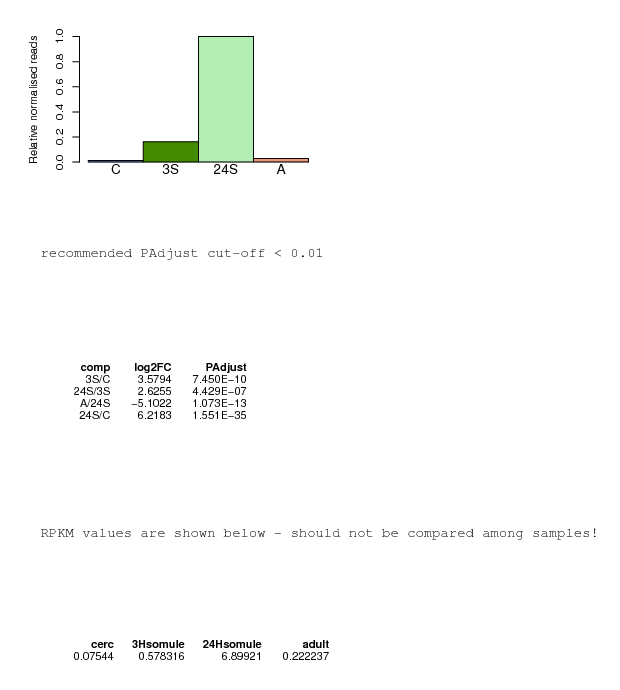 Relative normalised reads
1.0
0.8
0.6
0.4
0.2
0.0
C 3S 24S A
recommended PAdjust cut-off < 0.01
comp log2FC PAdjust
3S/C 3.5794 7.450E−10
24S/3S 2.6255 4.429E−07
A/24S −5.1022 1.073E−13
24S/C 6.2183 1.551E−35
RPKM values are shown below - should not be compared among samples!
cerc 3Hsomule 24Hsomule adult
0.07544 0.578316 6.89921 0.222237